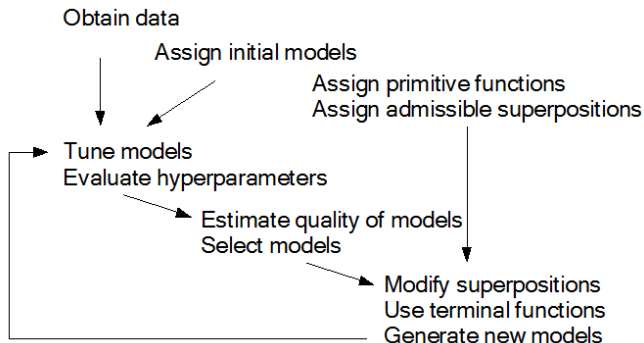 Obtain data
Assign initial models
Assign primitive functions
Assign admissible superpositions
Tune models
Evaluate hyperparameters
Estimate quality of models
Select models
Modify superpositions
Use terminal functions
Generate new models